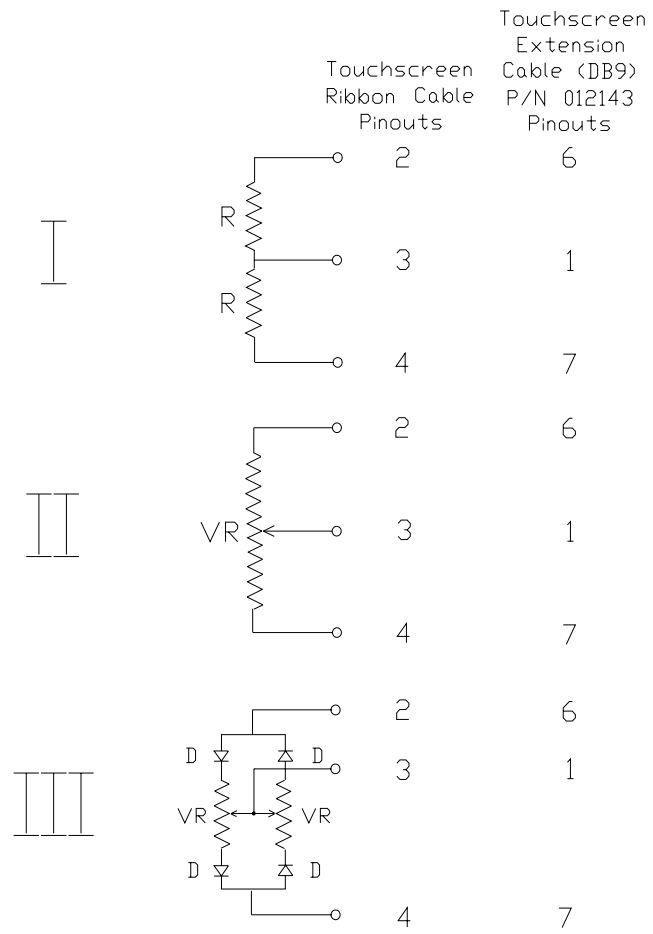 Touchscreen
Extension
Cable (DB9)
P/N 012143
Pinouts
Touchscreen
Ribbon Cable
Pinouts
2 6
R
I 3 1
R
4 7
2 6
II VR 3 1
4 7
2 6
D D
3 1
III VR VR
D D
4 7